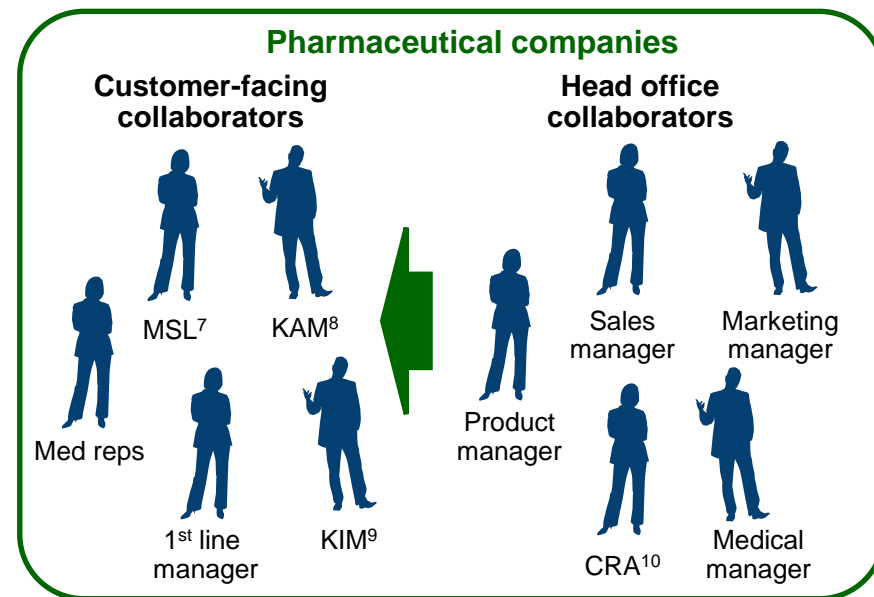 Pharmaceutical companies
Customer-facing
collaborators
MSL⁷
KAM⁸
Med reps
1ˢᵗ line
manager
KIM⁹
Head office
collaborators
Sales
manager
Marketing
manager
Product
manager
CRA¹⁰
Medical
manager